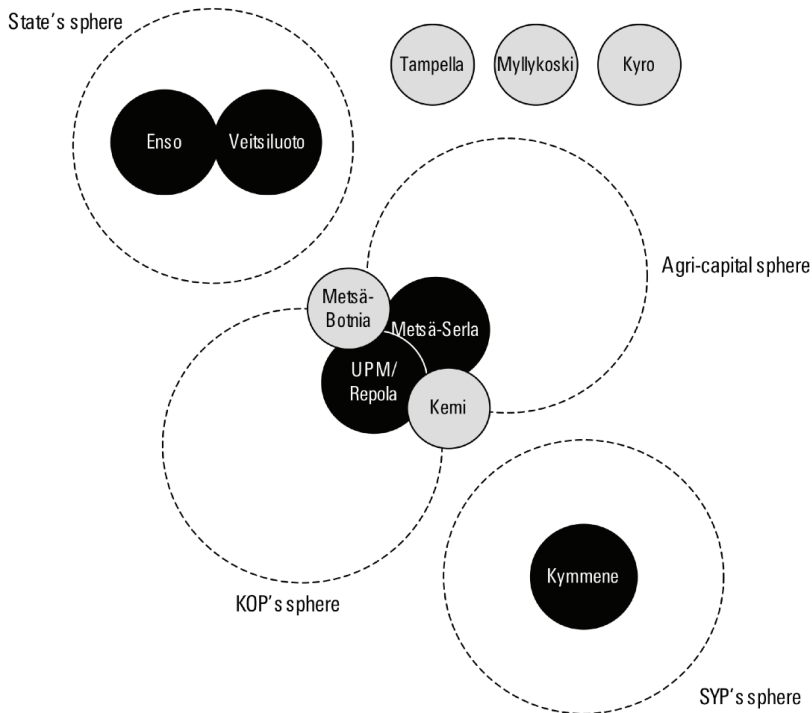 State's sphere
Tampella
Myllykoski
Kyro
Enso
Veitsiluoto
Agri-capital sphere
Metsä-
Botnia
Metsä-Serla
UPM/
Repola
Kemi
Kymmene
KOP's sphere
SYP's sphere